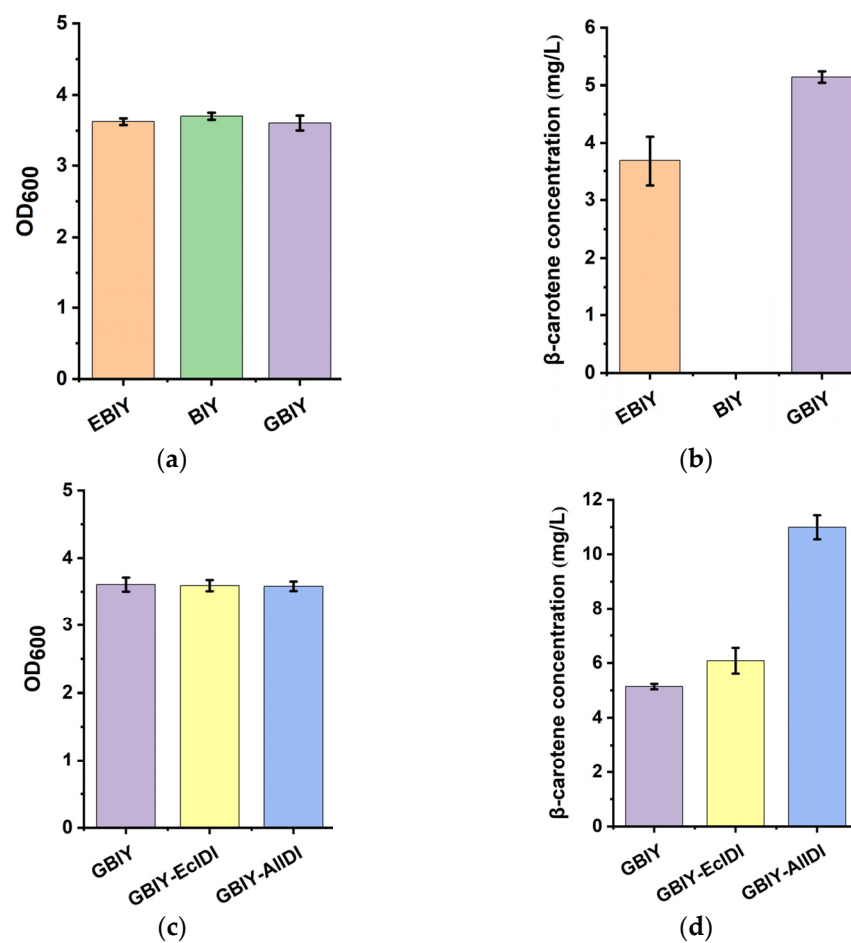 5
4
3
2
1
0
OD600
EBIY
BIY
GBIY
(a)
6
5
4
3
2
1
0
β-carotene concentration (mg/L)
EBIY
BIY
GBIY
(b)
5
4
3
2
1
0
OD600
GBIY
GBIY-EcIDI
GBIY-AlIDI
(c)
12
10
8
6
4
2
0
β-carotene concentration (mg/L)
GBIY
GBIY-EcIDI
GBIY-AlIDI
(d)